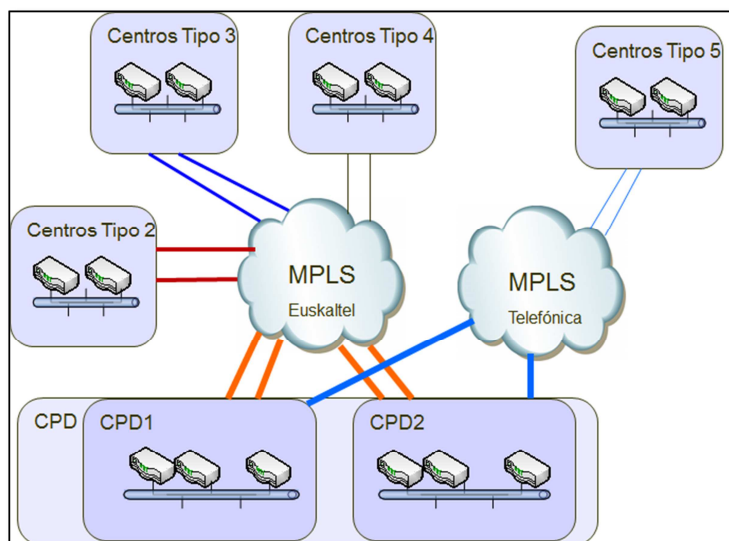 Centros Tipo 3
Centros Tipo 4
Centros Tipo 5
Centros Tipo 2
MPLS
Euskaltel
MPLS
Telefónica
CPD
CPD1
CPD2